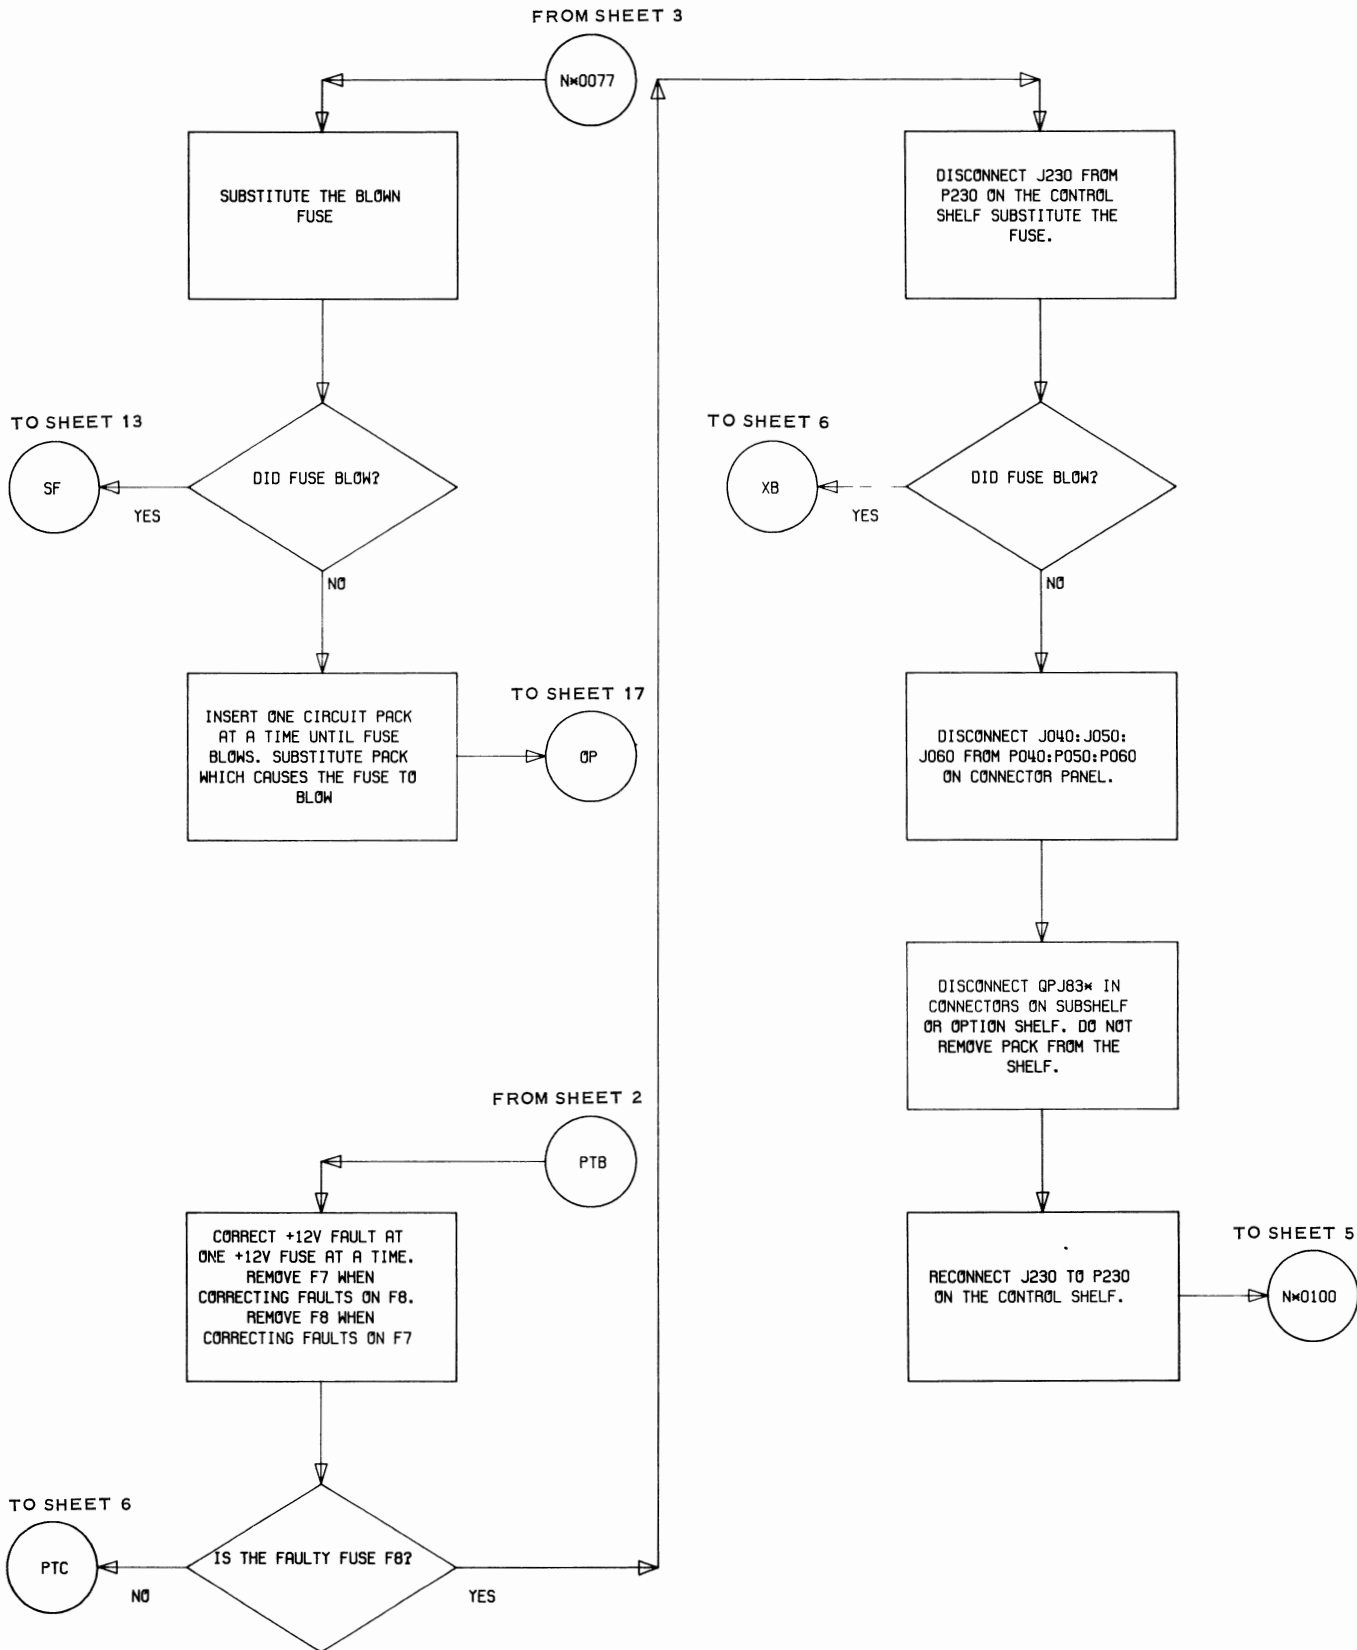 FROM SHEET 3
N*0077
SUBSTITUTE THE BLOWN
FUSE
TO SHEET 13
SF
YES
DID FUSE BLOW?
NO
INSERT ONE CIRCUIT PACK
AT A TIME UNTIL FUSE
BLOWS. SUBSTITUTE PACK
WHICH CAUSES THE FUSE TO
BLOW
TO SHEET 17
OP
FROM SHEET 2
PTB
CORRECT +12V FAULT AT
ONE +12V FUSE AT A TIME.
REMOVE F7 WHEN
CORRECTING FAULTS ON F8.
REMOVE F8 WHEN
CORRECTING FAULTS ON F7
TO SHEET 6
PTC
NO
IS THE FAULTY FUSE F8?
YES
DISCONNECT J230 FROM
P230 ON THE CONTROL
SHELF SUBSTITUTE THE
FUSE.
TO SHEET 6
XB
YES
DID FUSE BLOW?
NO
DISCONNECT J040:J050:
J060 FROM P040:P050:P060
ON CONNECTOR PANEL.
DISCONNECT QPJ83* IN
CONNECTORS ON SUBSHELF
OR OPTION SHELF. DO NOT
REMOVE PACK FROM THE
SHELF.
RECONNECT J230 TO P230
ON THE CONTROL SHELF.
TO SHEET 5
N*0100